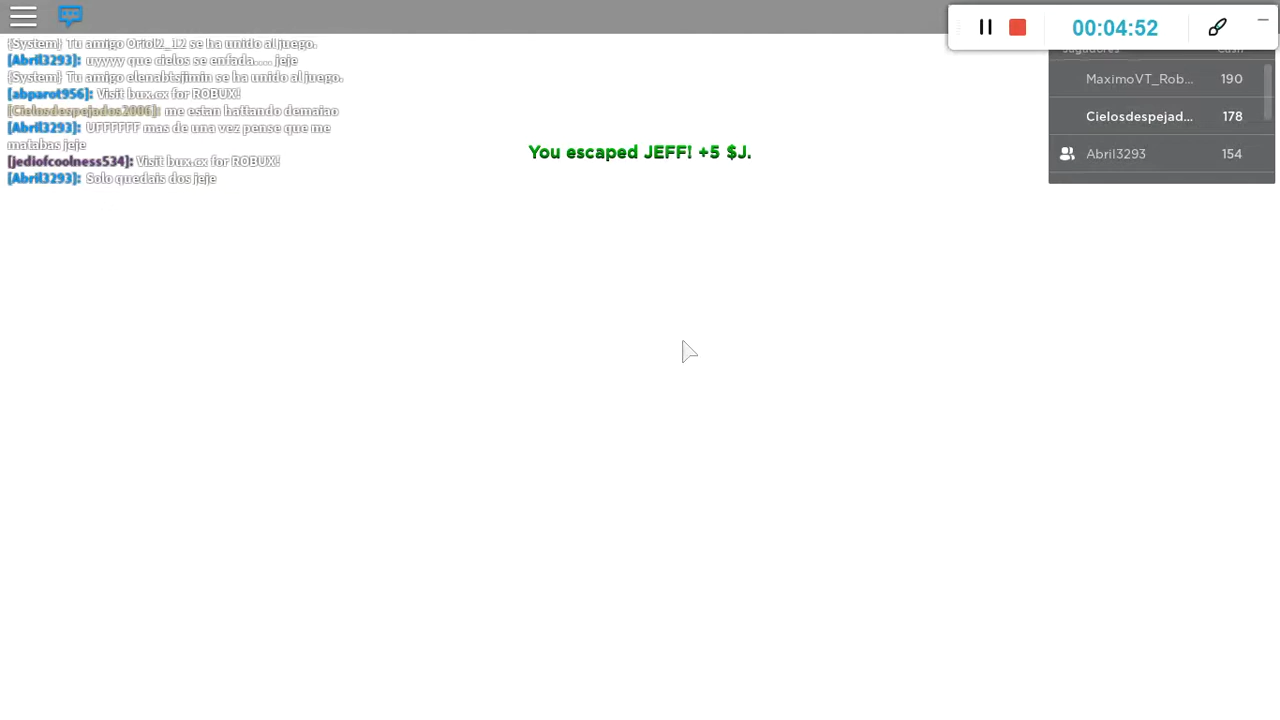 00:04:52
{System} Tu amigo Oriol2_12 se ha unido al juego.
[Abril3293]: uyyyy que cielos se enfada.... jeje
{System} Tu amigo elenabtsjimin se ha unido al juego.
[abparot956]: Visit bux.cx for ROBUX!
[Cielosdespejados2006]: me estan hattando demaiao
[Abril3293]: UFFFFFF mas de una vez pense que me
matabas jeje
[jediofcoolness534]: Visit bux.cx for ROBUX!
[Abril3293]: Solo quedais dos jeje
You escaped JEFF! +5 $J.
Jugadores Cash
MaximoVT_Rob... 190
Cielosdespejad... 178
Abril3293 154